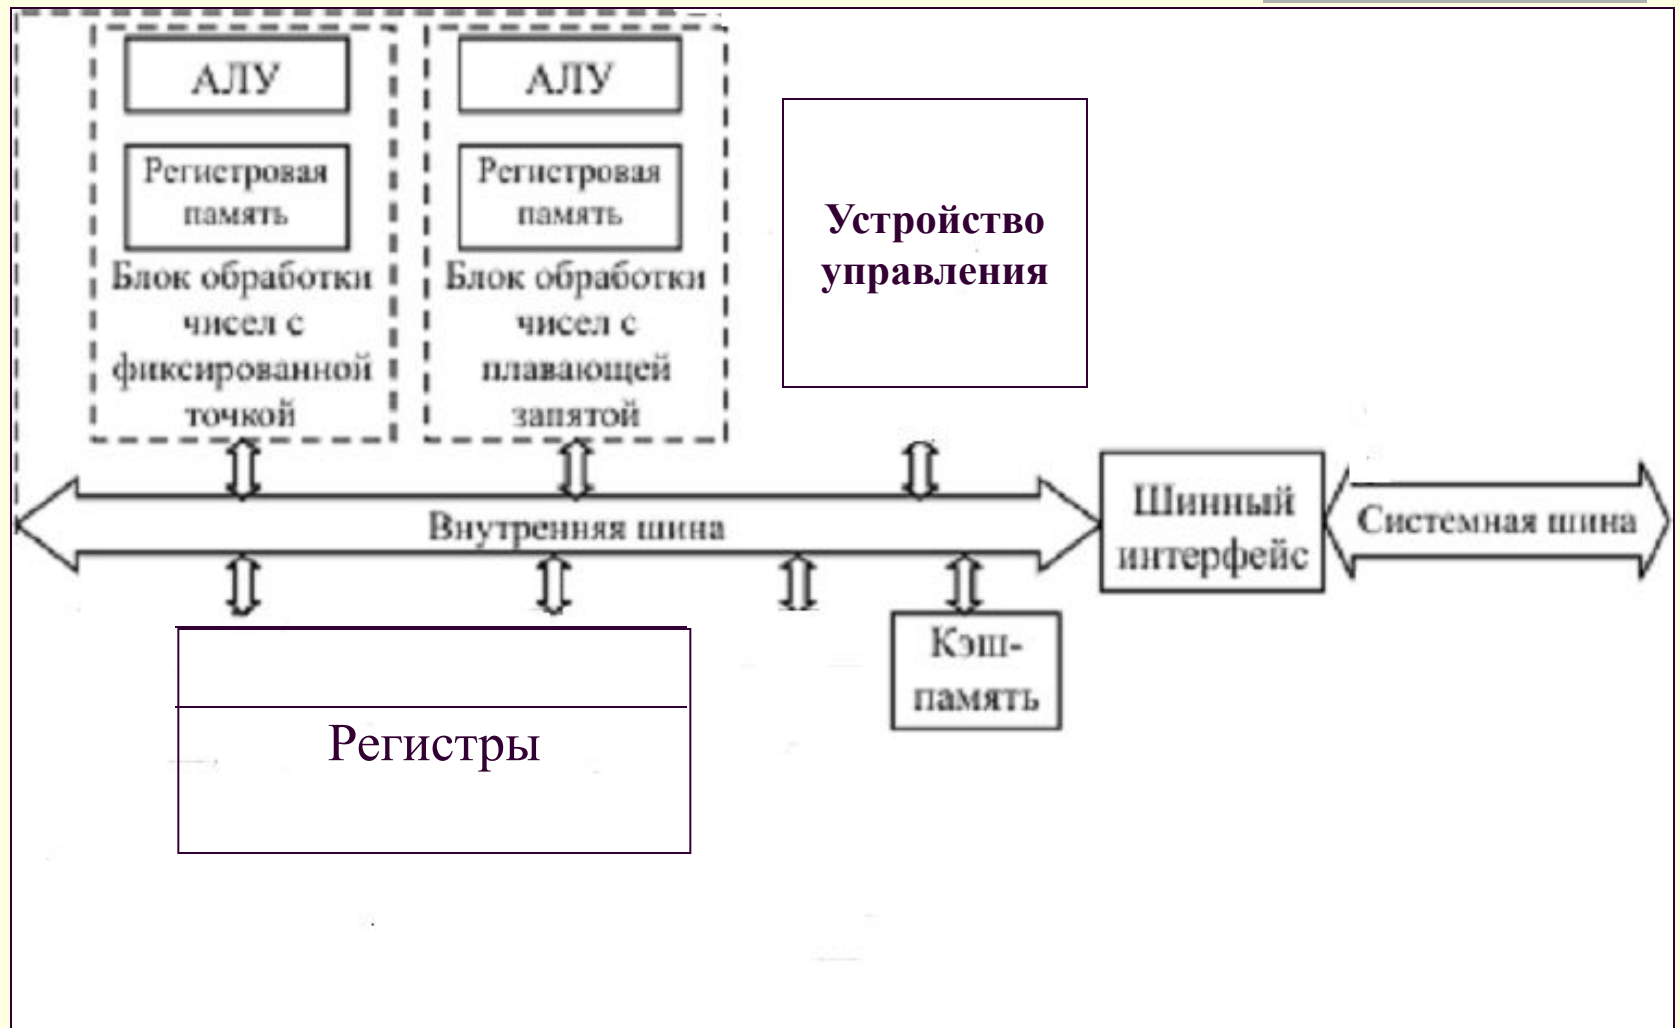 АЛУ
Регистровая
память
Блок обработки
чисел с
фиксированной
точкой
АЛУ
Регистровая
память
Блок обработки
чисел с
плавающей
запятой
Устройство
управления
Внутренняя шина
Шинный
интерфейс
Системная шина
Регистры
Кэш-
память